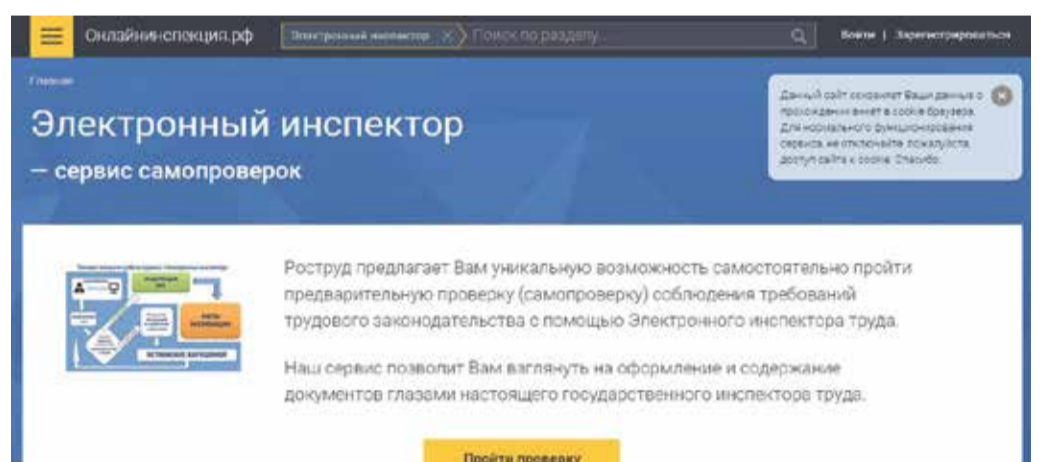 Онлайнинспекция.рф
Электронный инспектор
Поиск по разделу...
Войти | Зарегистрироваться
Главная
Электронный инспектор
— сервис самопроверок
Данный сайт сохраняет Ваши данные о
прохождении анкет в cookie браузера.
Для нормального функционирования
сервиса, не отключайте, пожалуйста,
доступ сайта к cookie. Спасибо.
Роструд предлагает Вам уникальную возможность самостоятельно пройти
предварительную проверку (самопроверку) соблюдения требований
трудового законодательства с помощью Электронного инспектора труда.
Наш сервис позволит Вам взглянуть на оформление и содержание
документов глазами настоящего государственного инспектора труда.
Пройти проверку